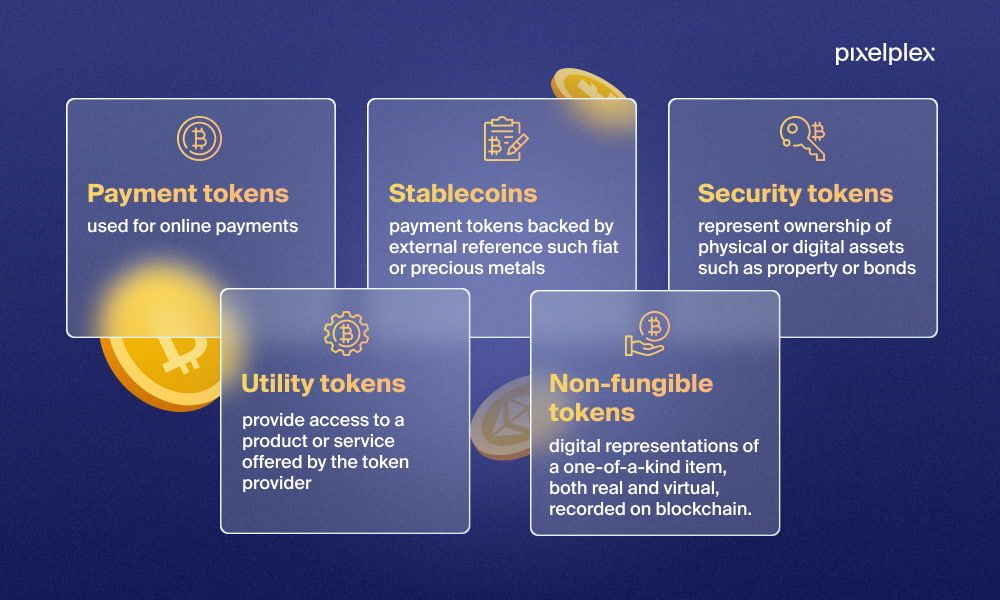 pixelplex
Payment tokens
used for online payments
Stablecoins
payment tokens backed by
external reference such fiat
or precious metals
Security tokens
represent ownership of
physical or digital assets
such as property or bonds
Utility tokens
provide access to a
product or service
offered by the token
provider
Non-fungible
tokens
digital representations of
a one-of-a-kind item,
both real and virtual,
recorded on blockchain.